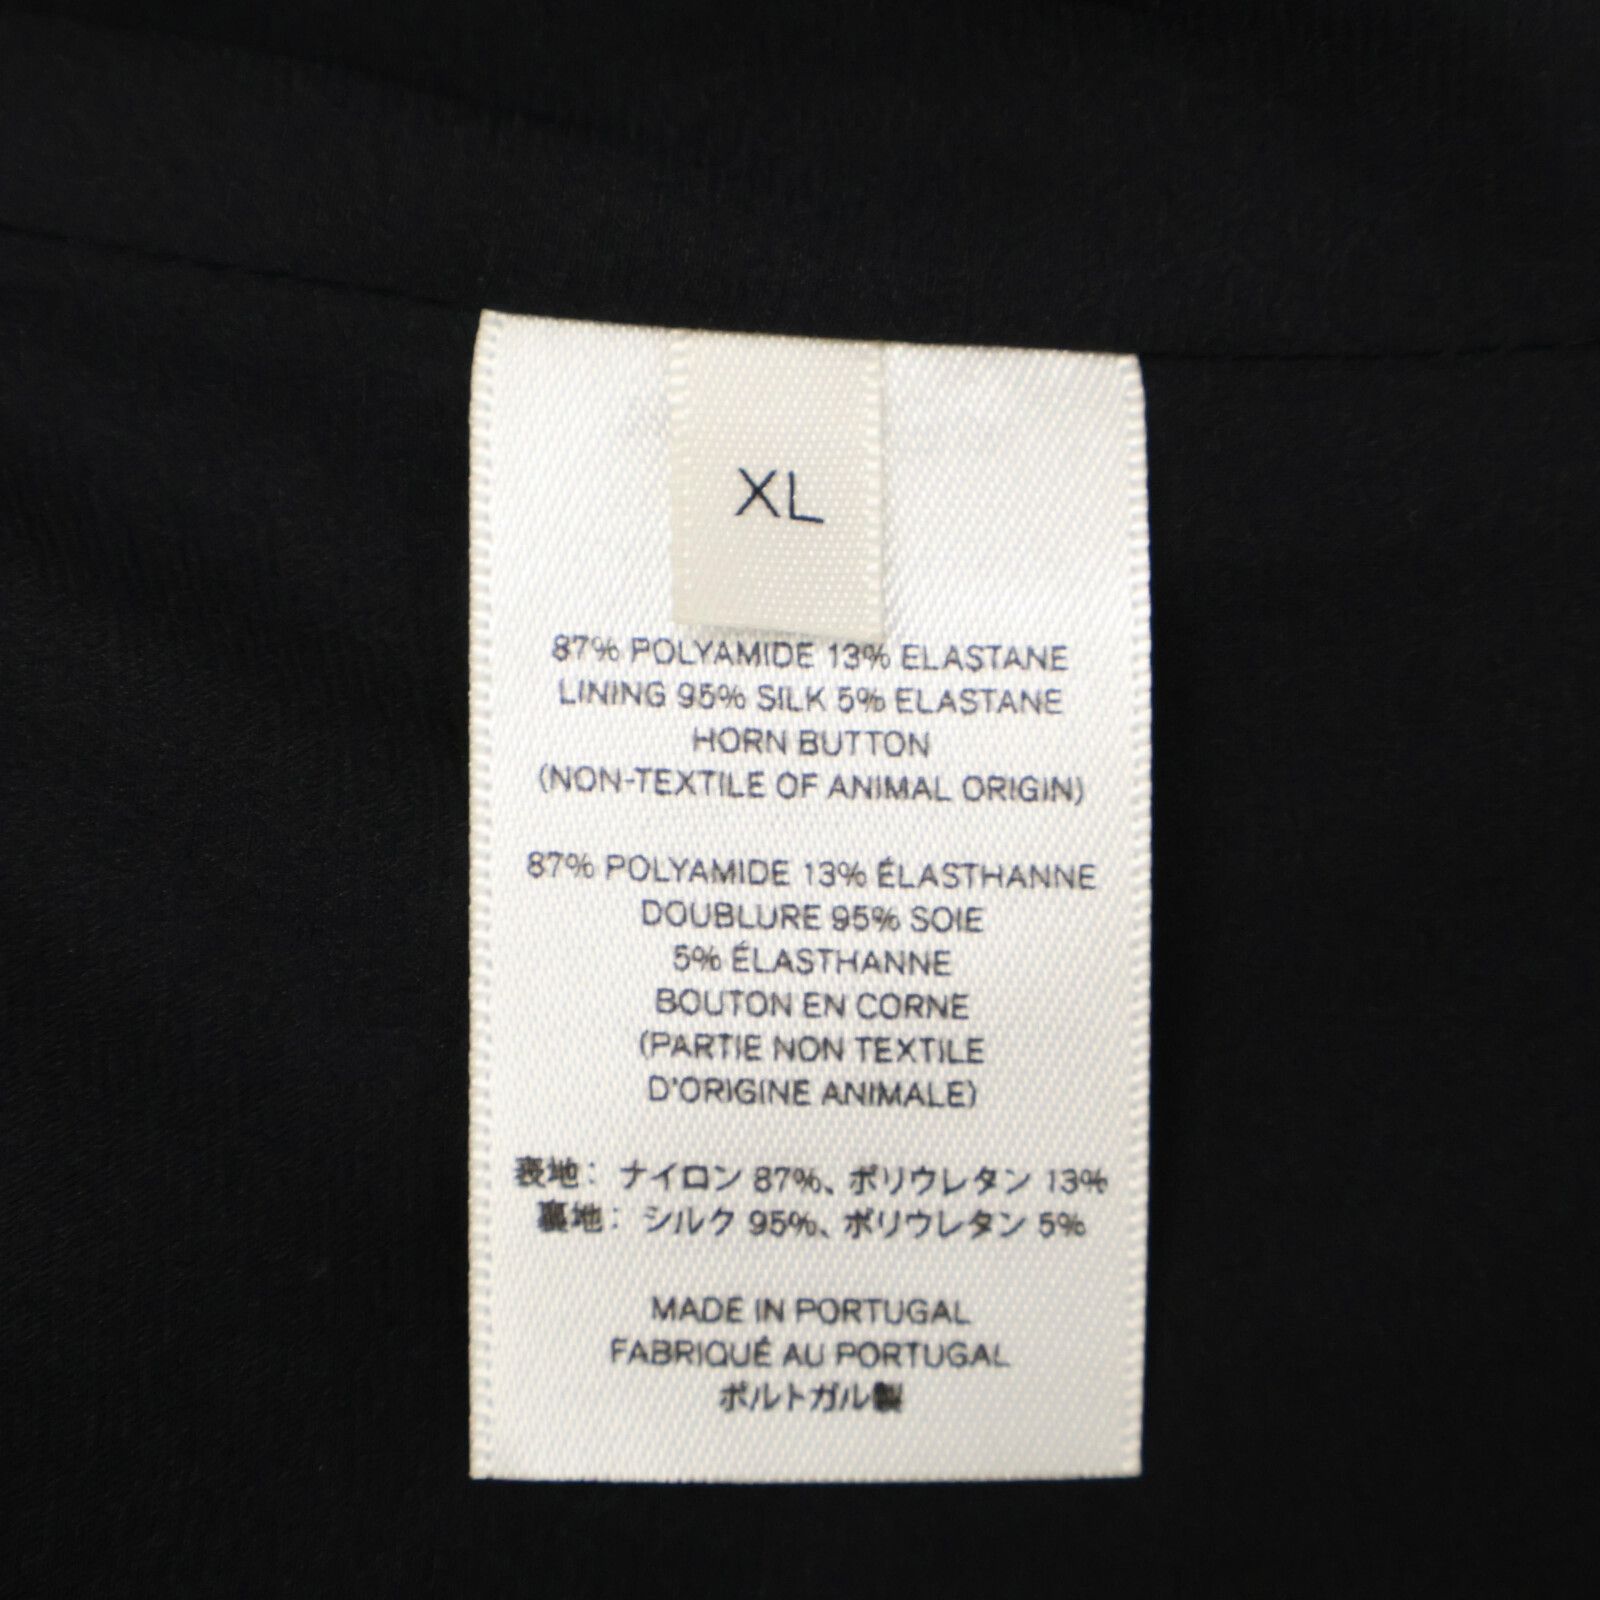 XL
87% POLYAMIDE 13% ELASTANE
LINING 95% SILK 5% ELASTANE
HORN BUTTON
(NON-TEXTILE OF ANIMAL ORIGIN)
87% POLYAMIDE 13% ÉLASTHANNE
DOUBLURE 95% SOIE
5% ÉLASTHANNE
BOUTON EN CORNE
(PARTIE NON TEXTILE
D'ORIGINE ANIMALE)
表地： ナイロン 87%、ポリウレタン 13%
裏地： シルク 95%、ポリウレタン 5%
MADE IN PORTUGAL
FABRIQUÉ AU PORTUGAL
ポルトガル製